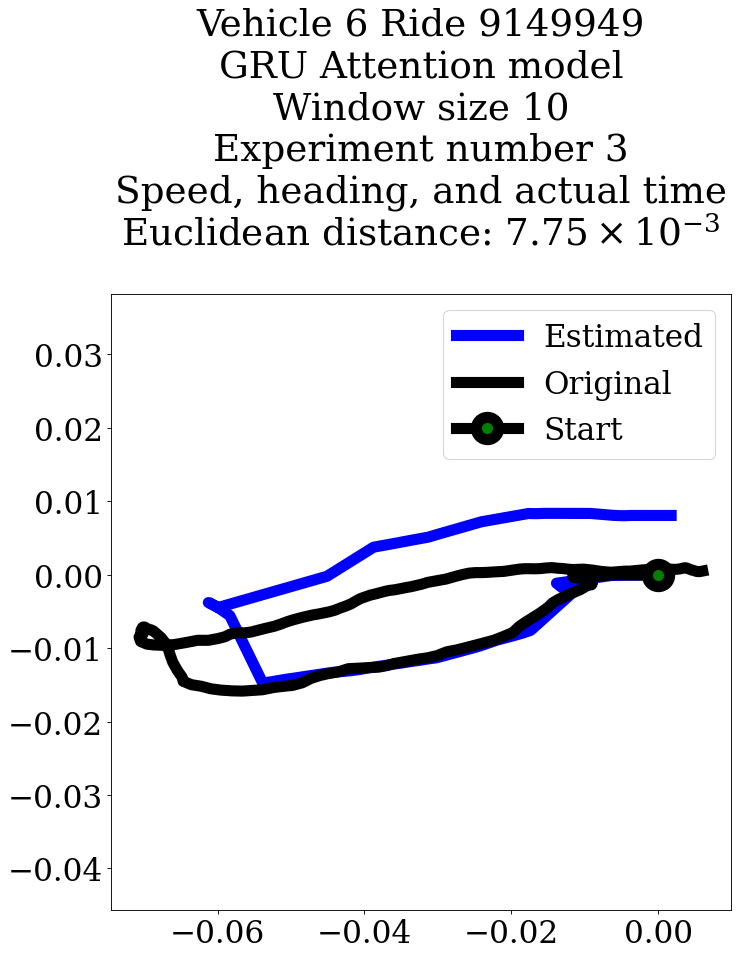 Vehicle 6 Ride 9149949
GRU Attention model
Window size 10
Experiment number 3
Speed, heading, and actual time
Euclidean distance: 7.75 × 10⁻³
Estimated
Original
Start
0.03
0.02
0.01
0.00
−0.01
−0.02
−0.03
−0.04
−0.06
−0.04
−0.02
0.00